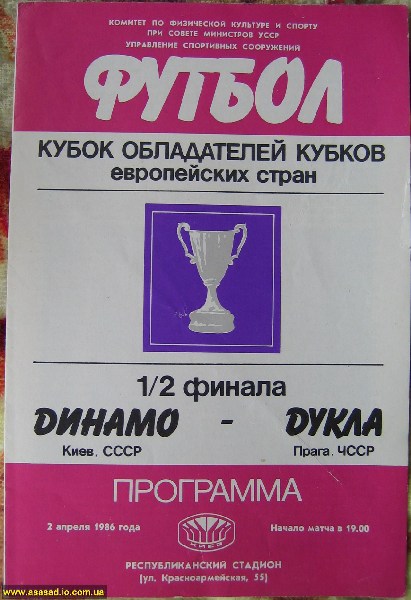 КОМИТЕТ ПО ФИЗИЧЕСКОЙ КУЛЬТУРЕ И СПОРТУ
ПРИ СОВЕТЕ МИНИСТРОВ УССР
УПРАВЛЕНИЕ СПОРТИВНЫХ СООРУЖЕНИЙ
ФУТБОЛ
КУБОК ОБЛАДАТЕЛЕЙ КУБКОВ
европейских стран
1/2 финала
ДИНАМО - ДУКЛА
Киев. СССР Прага. ЧССР
ПРОГРАММА
2 апреля 1986 года Начало матча в 19.00
КИЕВ
РЕСПУБЛИКАНСКИЙ СТАДИОН
(ул. Красноармейская, 55)
www.asasad.io.com.ua